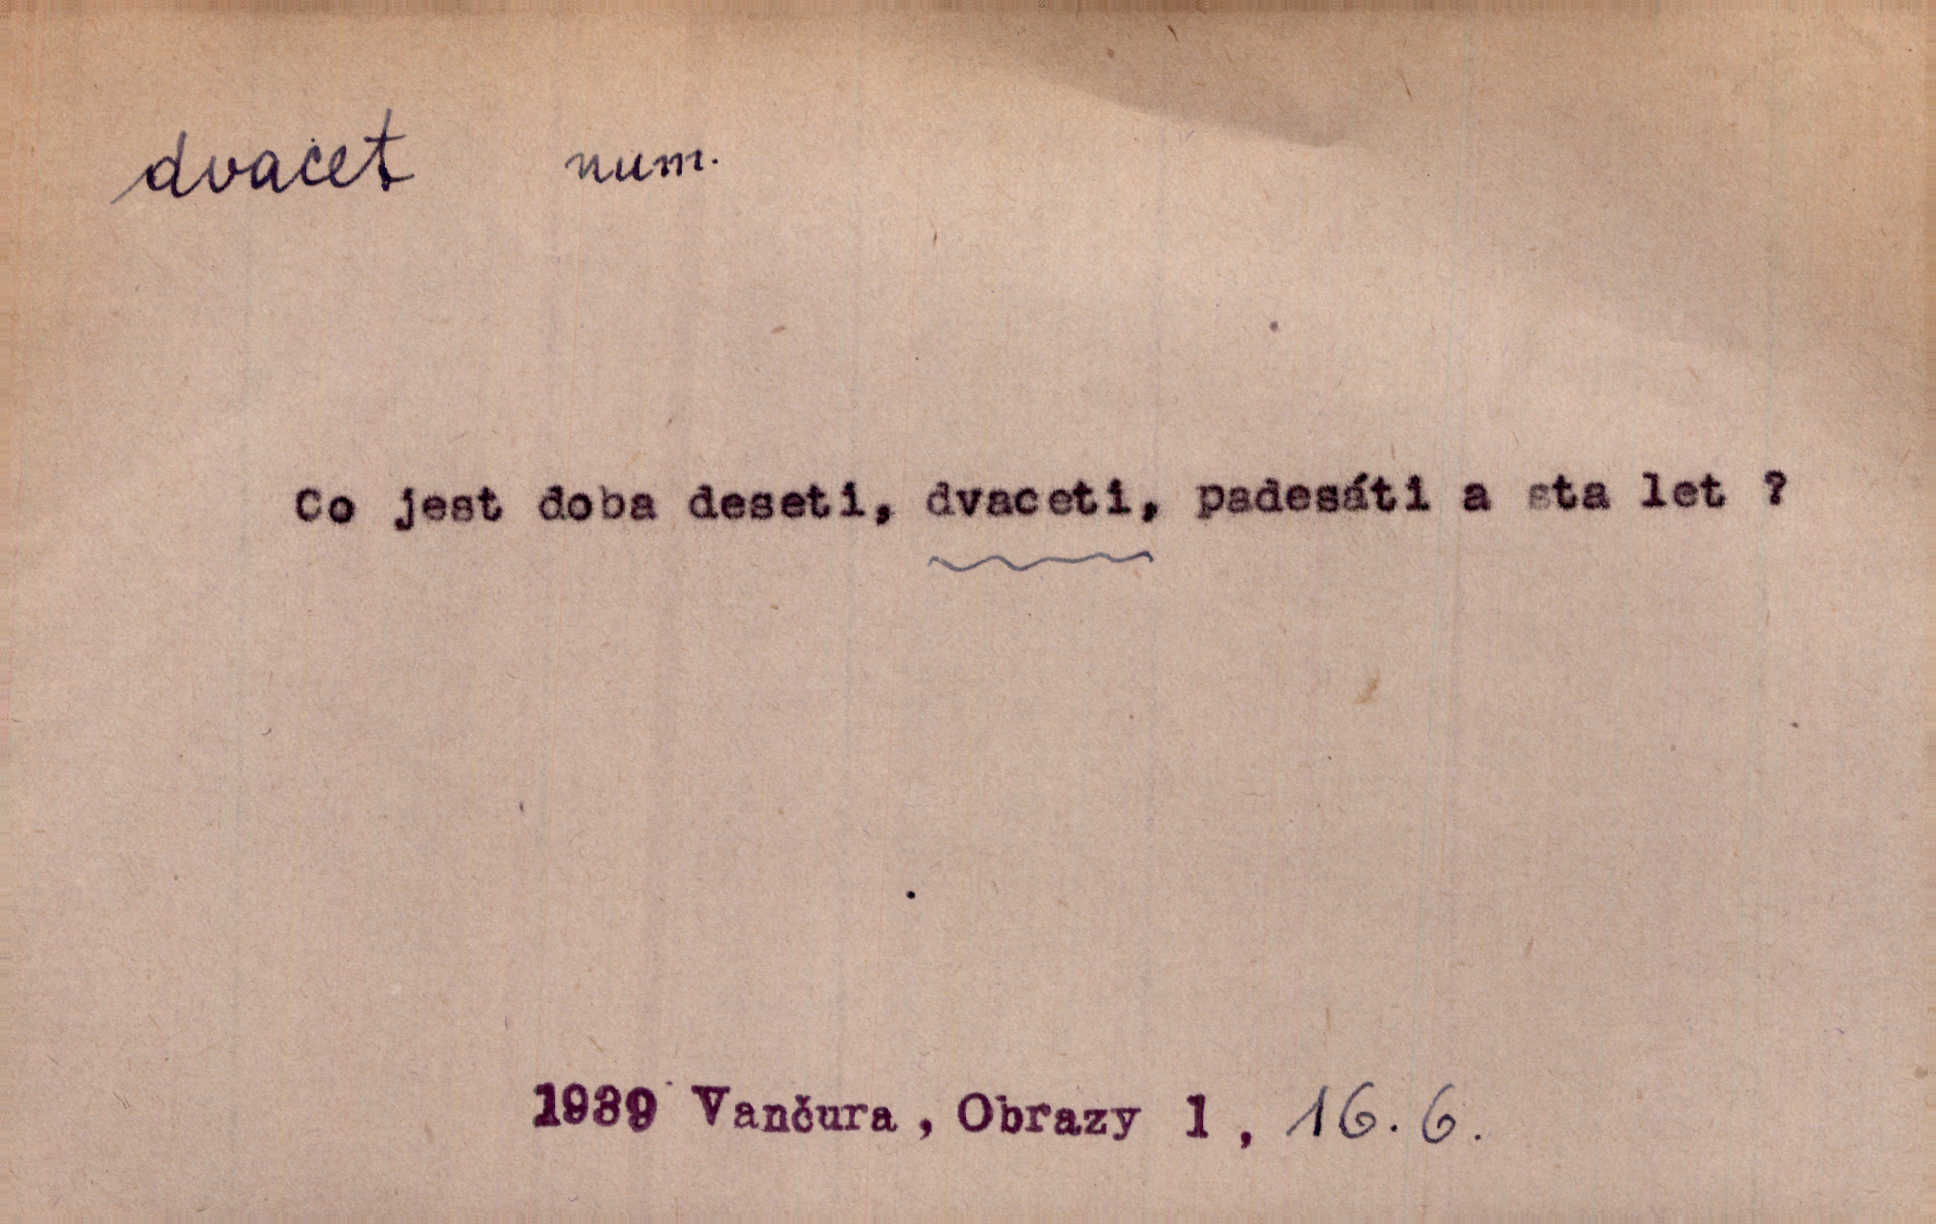 dvacet num.
Co jest doba deseti, dvaceti, padesáti a sta let ?
1939 Vančura, Obrazy 1, 16.6.